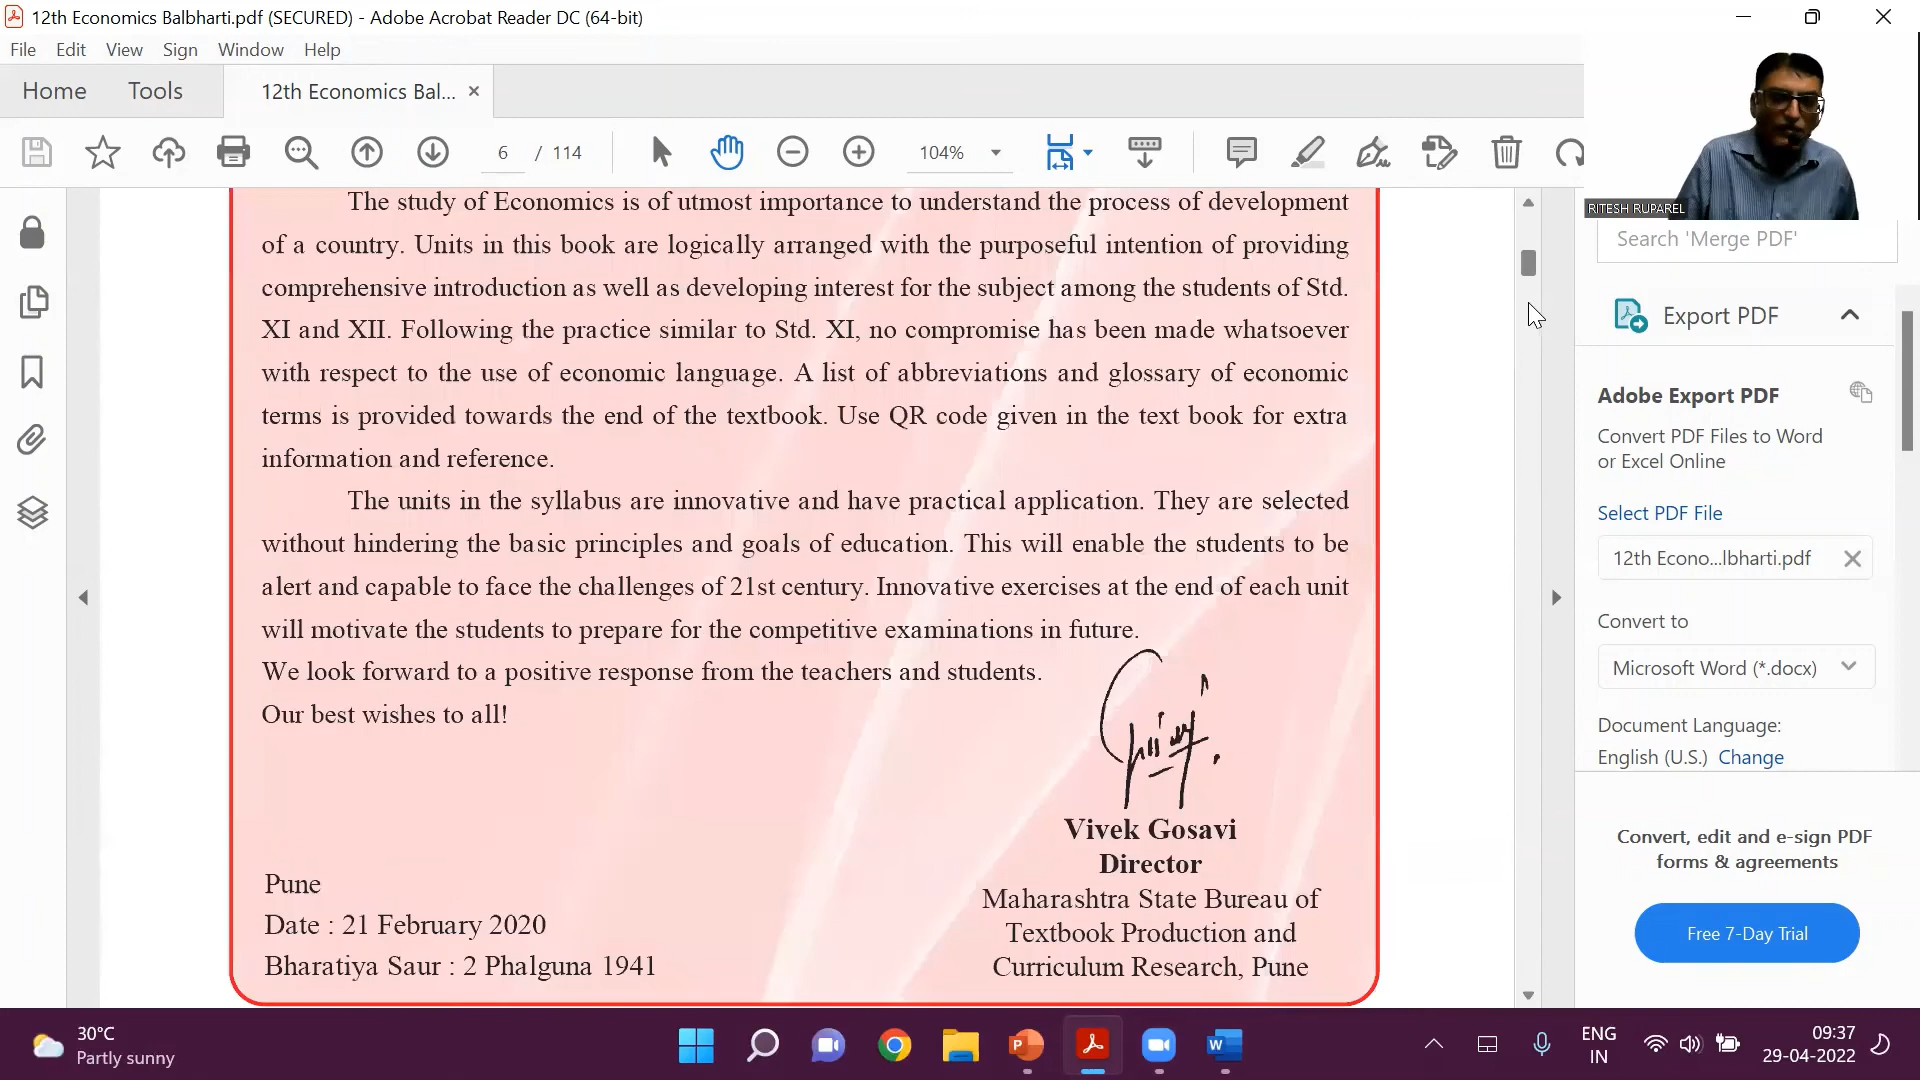 12th Economics Balbharti.pdf (SECURED) - Adobe Acrobat Reader DC (64-bit)
File Edit View Sign Window Help
Home Tools 12th Economics Bal...
6 / 114 104%
RITESH RUPAREL
The study of Economics is of utmost importance to understand the process of development
of a country. Units in this book are logically arranged with the purposeful intention of providing
comprehensive introduction as well as developing interest for the subject among the students of Std.
XI and XII. Following the practice similar to Std. XI, no compromise has been made whatsoever
with respect to the use of economic language. A list of abbreviations and glossary of economic
terms is provided towards the end of the textbook. Use QR code given in the text book for extra
information and reference.
The units in the syllabus are innovative and have practical application. They are selected
without hindering the basic principles and goals of education. This will enable the students to be
alert and capable to face the challenges of 21st century. Innovative exercises at the end of each unit
will motivate the students to prepare for the competitive examinations in future.
We look forward to a positive response from the teachers and students.
Our best wishes to all!
Vivek Gosavi
Director
Maharashtra State Bureau of
Textbook Production and
Curriculum Research, Pune
Pune
Date : 21 February 2020
Bharatiya Saur : 2 Phalguna 1941
Search 'Merge PDF'
Export PDF
Adobe Export PDF
Convert PDF Files to Word
or Excel Online
Select PDF File
12th Econo...lbharti.pdf
Convert to
Microsoft Word (*.docx)
Document Language:
English (U.S.) Change
Convert, edit and e-sign PDF
forms & agreements
Free 7-Day Trial
30°C
Partly sunny
ENG
IN
09:37
29-04-2022